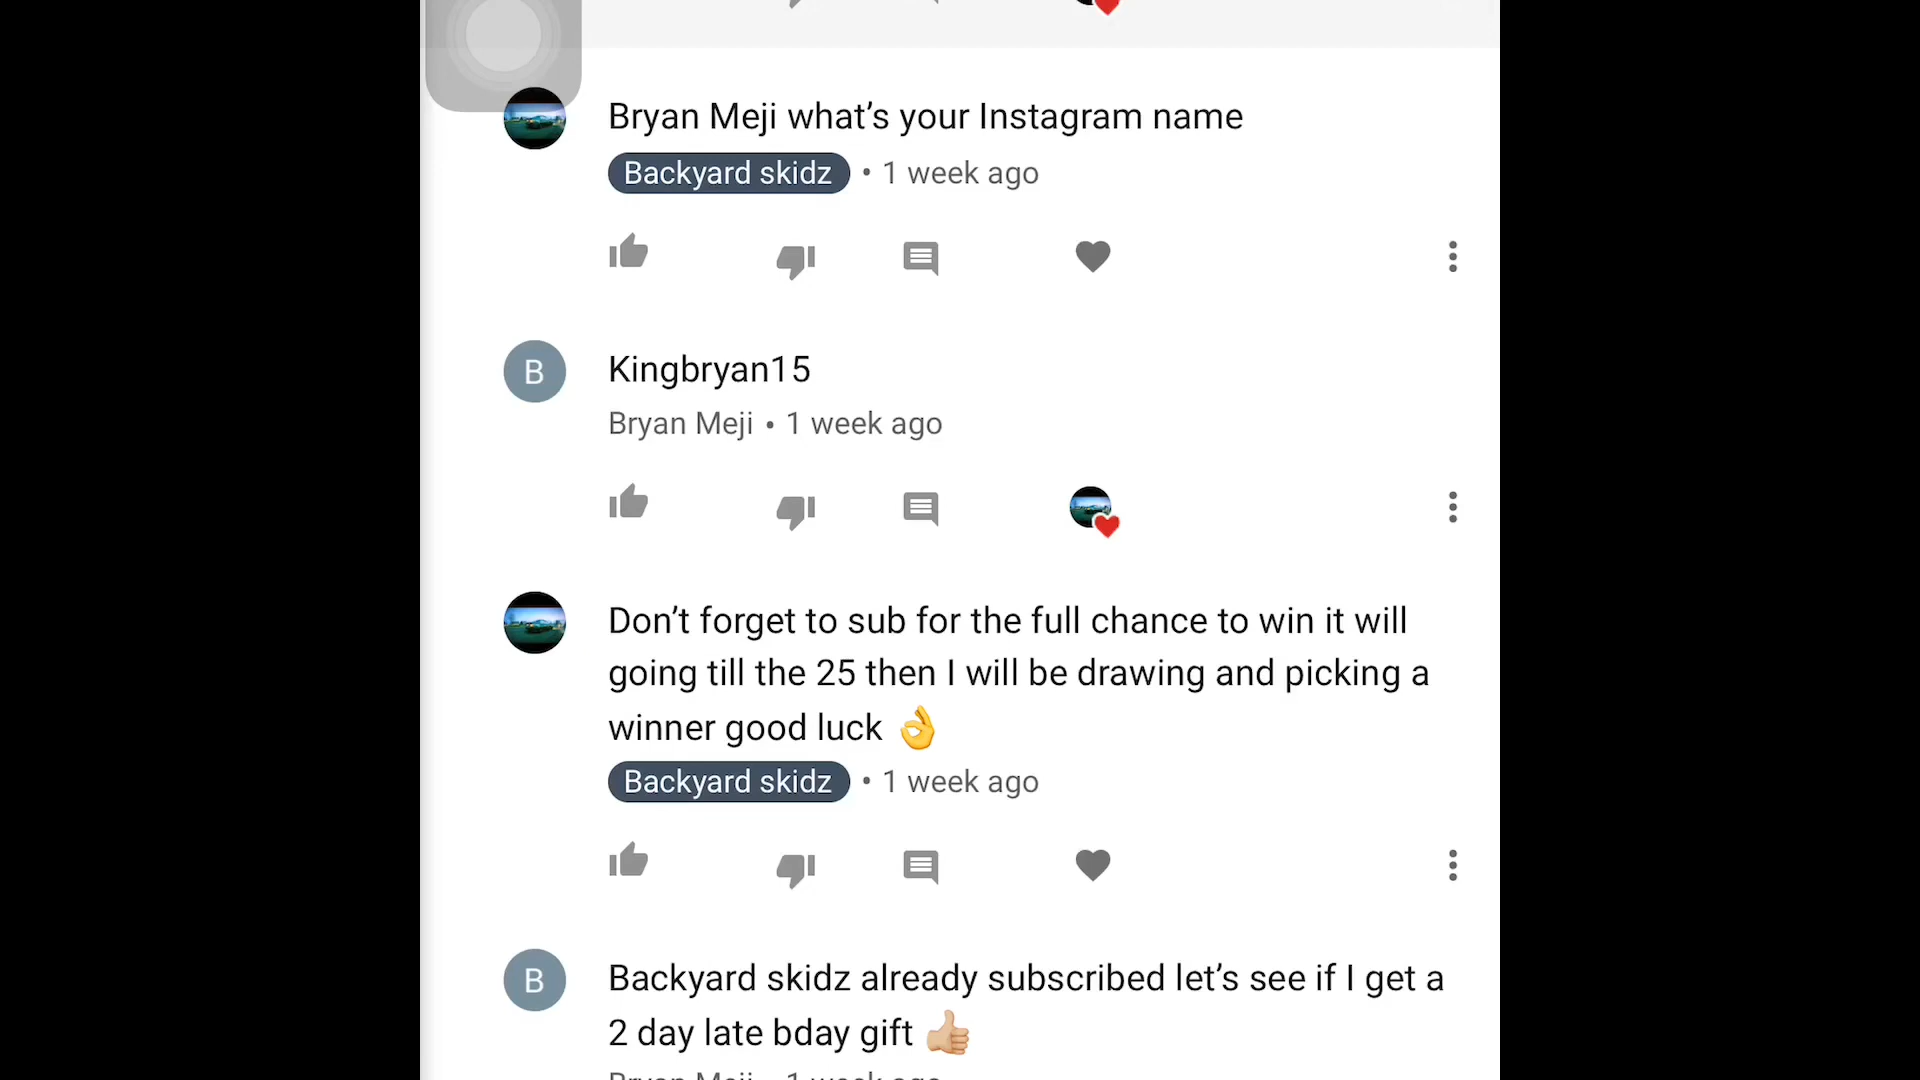 Bryan Meji what's your Instagram name
Backyard skidz • 1 week ago
B
Kingbryan15
Bryan Meji • 1 week ago
Don't forget to sub for the full chance to win it will
going till the 25 then I will be drawing and picking a
winner good luck 👌
Backyard skidz • 1 week ago
B
Backyard skidz already subscribed let's see if I get a
2 day late bday gift 👍🏼
Bryan Meji • 1 week ago